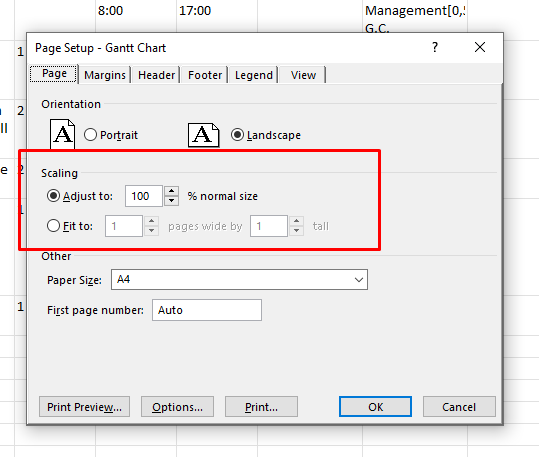 8:00 17:00 Management[0,5
G.C.
Page Setup - Gantt Chart
1
Page Margins Header Footer Legend View
Orientation
2
ll
A Portrait A Landscape
e 2
Scaling
Adjust to: 100 % normal size
1
Fit to: 1 pages wide by 1 tall
Other
Paper Size: A4
1
First page number: Auto
Print Preview... Options... Print... OK Cancel